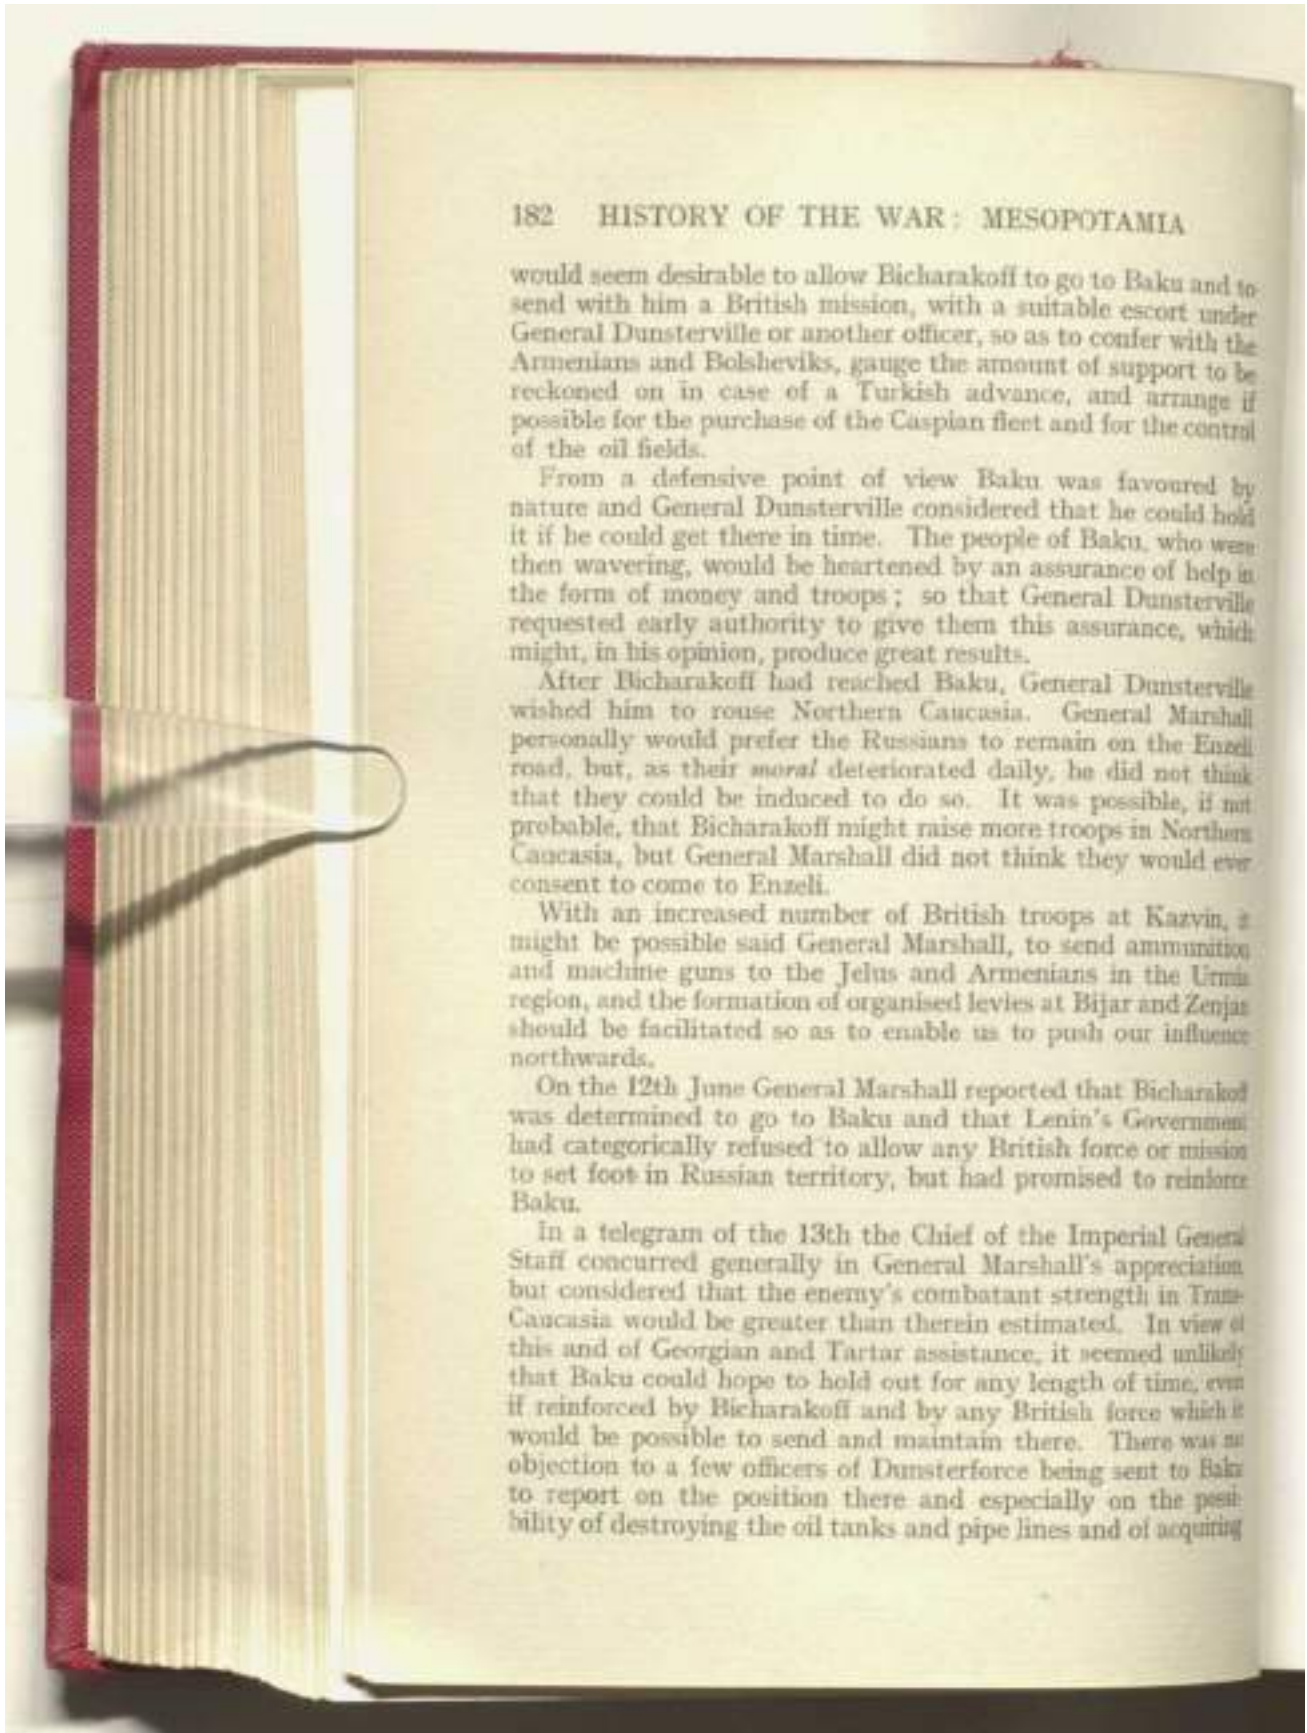 182 HISTORY OF THE WAR: MESOPOTAMIA
would seem desirable to allow Bicharakoff to go to Baku and to
send with him a British mission, with a suitable escort under
General Dunsterville or another officer, so as to confer with the
Armenians and Bolsheviks, gauge the amount of support to be
reckoned on in case of a Turkish advance, and arrange if
possible for the purchase of the Caspian fleet and for the control
of the oil fields.
From a defensive point of view Baku was favoured by
nature and General Dunsterville considered that he could hold
it if he could get there in time. The people of Baku, who were
then wavering, would be heartened by an assurance of help in
the form of money and troops; so that General Dunsterville
requested early authority to give them this assurance, which
might, in his opinion, produce great results.
After Bicharakoff had reached Baku, General Dunsterville
wished him to rouse Northern Caucasia. General Marshall
personally would prefer the Russians to remain on the Enzeli
road, but, as their moral deteriorated daily, he did not think
that they could be induced to do so. It was possible, if not
probable, that Bicharakoff might raise more troops in Northern
Caucasia, but General Marshall did not think they would ever
consent to come to Enzeli.
With an increased number of British troops at Kazvin, it
might be possible said General Marshall, to send ammunition
and machine guns to the Jelus and Armenians in the Urmia
region, and the formation of organised levies at Bijar and Zenjan
should be facilitated so as to enable us to push our influence
northwards.
On the 12th June General Marshall reported that Bicharakoff
was determined to go to Baku and that Lenin's Government
had categorically refused to allow any British force or mission
to set foot in Russian territory, but had promised to reinforce
Baku.
In a telegram of the 13th the Chief of the Imperial General
Staff concurred generally in General Marshall's appreciation
but considered that the enemy's combatant strength in Trans-
Caucasia would be greater than therein estimated. In view of
this and of Georgian and Tartar assistance, it seemed unlikely
that Baku could hope to hold out for any length of time, even
if reinforced by Bicharakoff and by any British force which it
would be possible to send and maintain there. There was no
objection to a few officers of Dunsterforce being sent to Baku
to report on the position there and especially on the possi-
bility of destroying the oil tanks and pipe lines and of acquiring